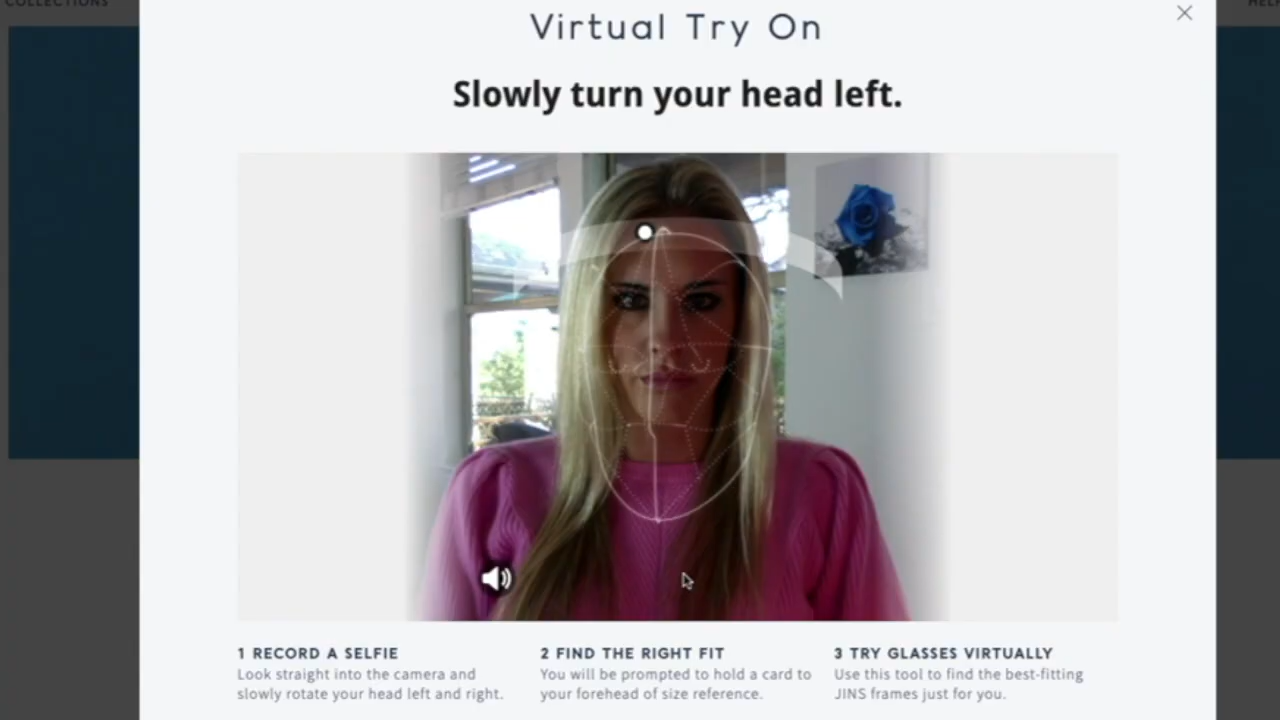 COLLECTIONS
HELP
Virtual Try On
Slowly turn your head left.
1 RECORD A SELFIE
Look straight into the camera and
slowly rotate your head left and right.
2 FIND THE RIGHT FIT
You will be prompted to hold a card to
your forehead of size reference.
3 TRY GLASSES VIRTUALLY
Use this tool to find the best-fitting
JINS frames just for you.